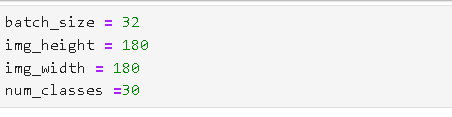 batch_size = 32
img_height = 180
img_width = 180
num_classes =30